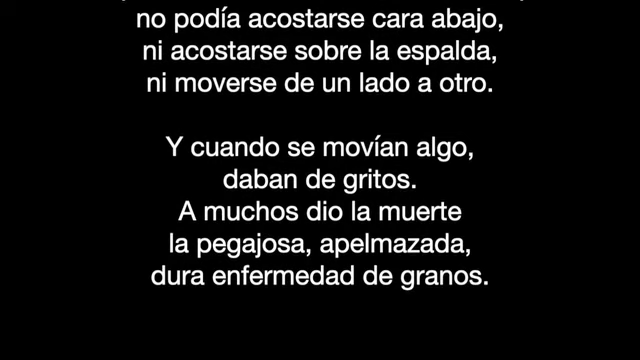 no podía acostarse cara abajo,
ni acostarse sobre la espalda,
ni moverse de un lado a otro.
Y cuando se movían algo,
daban de gritos.
A muchos dio la muerte
la pegajosa, apelmazada,
dura enfermedad de granos.